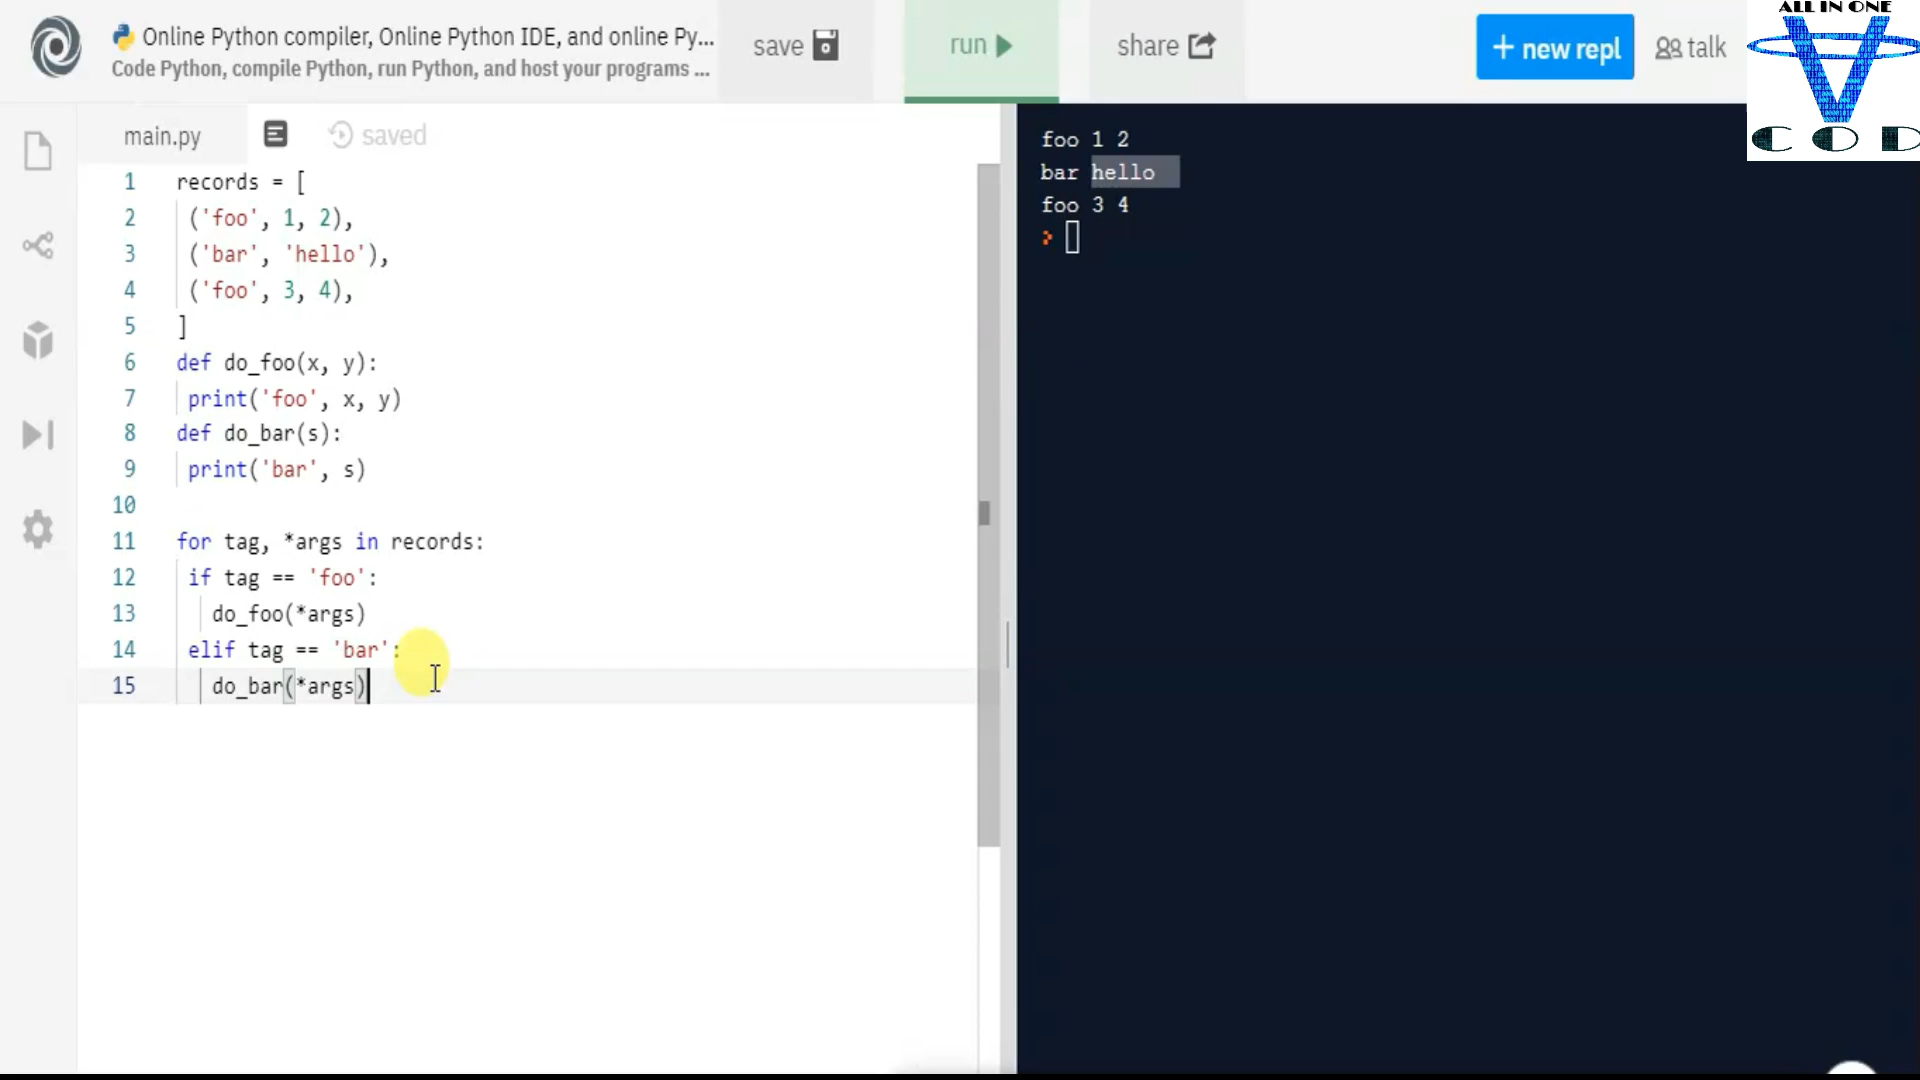 Online Python compiler, Online Python IDE, and online Py...
Code Python, compile Python, run Python, and host your programs ...
save
run
share
+ new repl
talk
ALL IN ONE
C O D
main.py
saved
1 records = [
2 ('foo', 1, 2),
3 ('bar', 'hello'),
4 ('foo', 3, 4),
5 ]
6 def do_foo(x, y):
7 print('foo', x, y)
8 def do_bar(s):
9 print('bar', s)
10
11 for tag, *args in records:
12 if tag == 'foo':
13 do_foo(*args)
14 elif tag == 'bar':
15 do_bar(*args)
foo 1 2
bar hello
foo 3 4
>